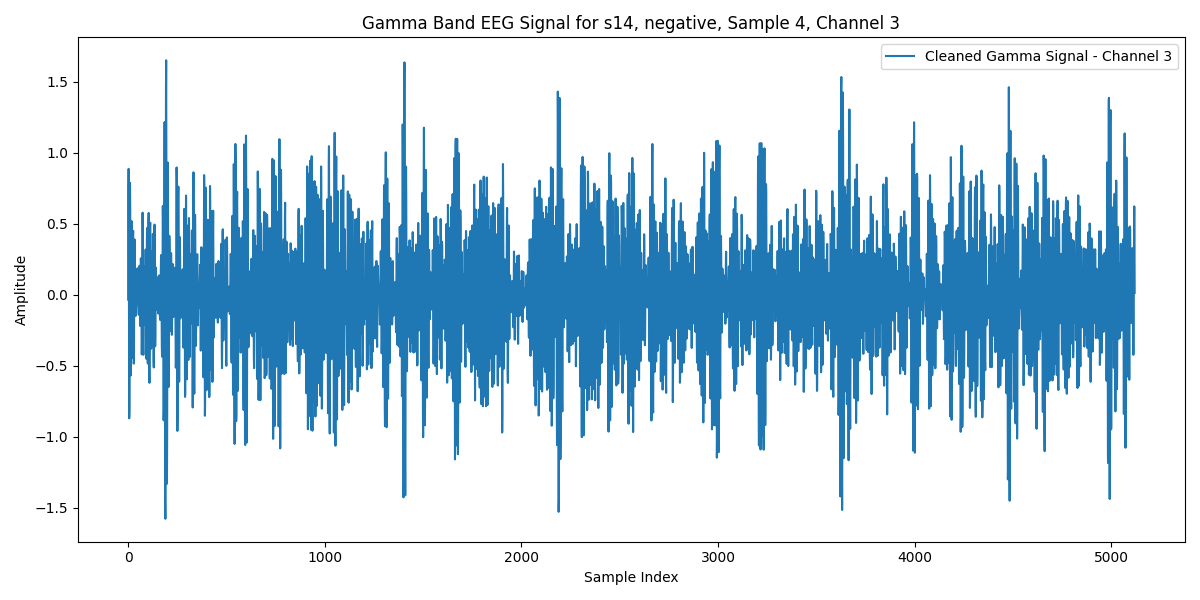 Gamma Band EEG Signal for s14, negative, Sample 4, Channel 3
Cleaned Gamma Signal - Channel 3
Amplitude
1.5
1.0
0.5
0.0
−0.5
−1.0
−1.5
0 1000 2000 3000 4000 5000
Sample Index